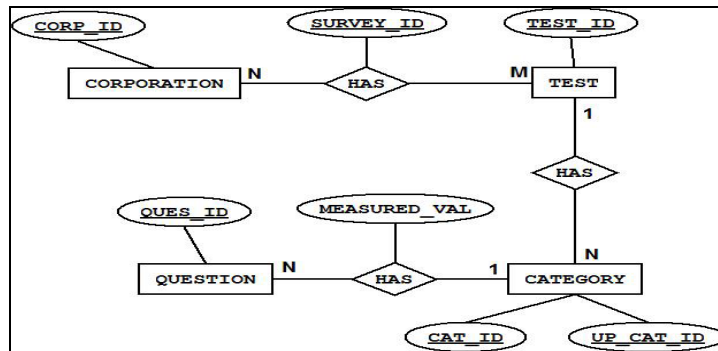 CORP_ID SURVEY_ID TEST_ID
CORPORATION N HAS M TEST
1
HAS
QUES_ID MEASURED_VAL
N
QUESTION N HAS 1 CATEGORY
CAT_ID UP_CAT_ID